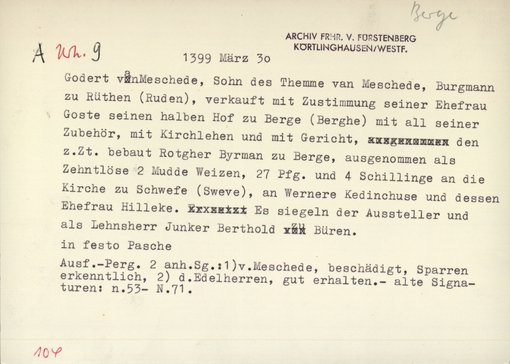 Berge
ARCHIV FRHR. V. FÜRSTENBERG
KÖRTLINGHAUSEN/WESTF.
A Uh. 9
1399 März 30
Godert van Meschede, Sohn des Themme van Meschede, Burgmann
zu Rüthen (Ruden), verkauft mit Zustimmung seiner Ehefrau
Goste seinen halben Hof zu Berge (Berghe) mit all seiner
Zubehör, mit Kirchlehen und mit Gericht, den
z.Zt. bebaut Rotgher Byrman zu Berge, ausgenommen als
Zehntlöse 2 Mudde Weizen, 27 Pfg. und 4 Schillinge an die
Kirche zu Schwefe (Sweve), an Wernere Kedinchuse und dessen
Ehefrau Hilleke. Es siegeln der Aussteller und
als Lehnsherr Junker Berthold zu Büren.
in festo Pasche
Ausf.-Perg. 2 anh.Sg.:1)v.Meschede, beschädigt, Sparren
erkenntlich, 2) d.Edelherren, gut erhalten.- alte Signa-
turen: n.53- N.71.
104